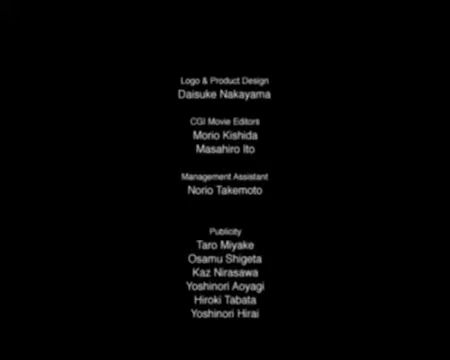 Logo & Product Design
Daisuke Nakayama
CGI Movie Editors
Morio Kishida
Masahiro Ito
Management Assistant
Norio Takemoto
Publicity
Taro Miyake
Osamu Shigeta
Kaz Nirasawa
Yoshinori Aoyagi
Hiroki Tabata
Yoshinori Hirai